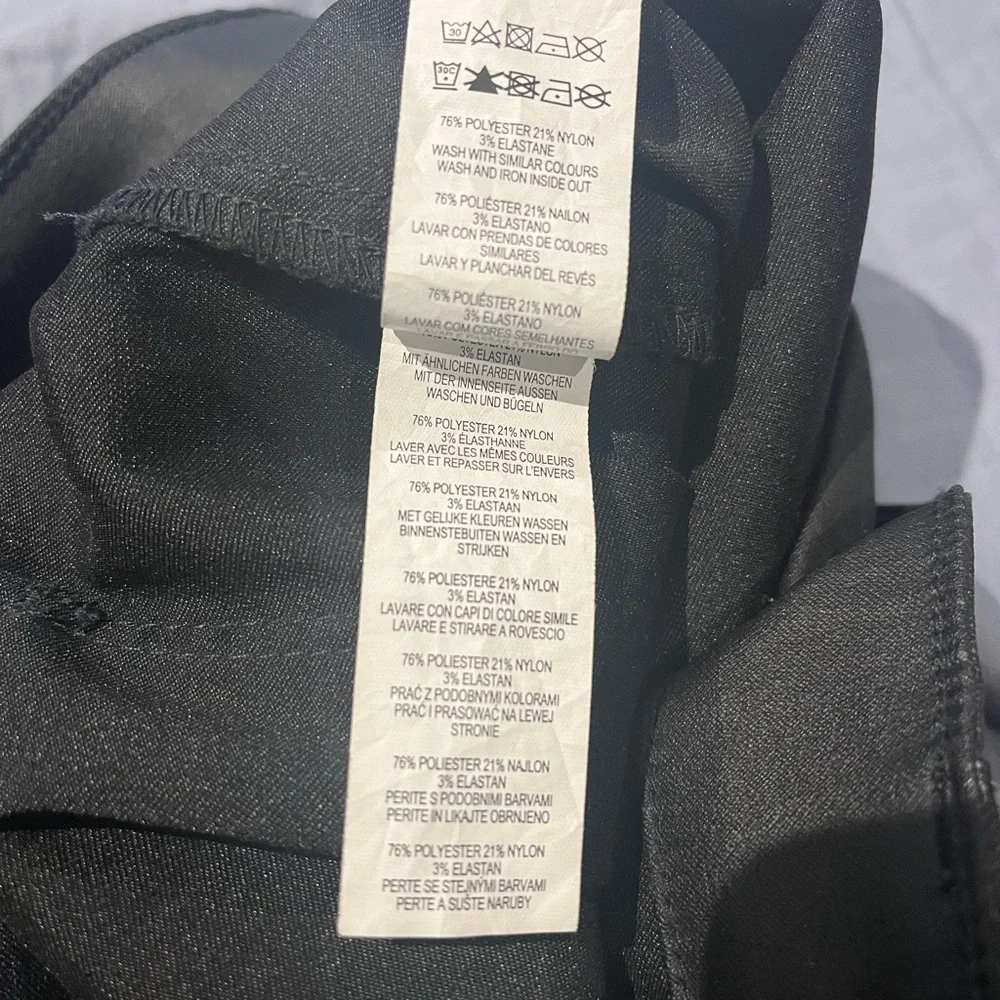 30
30C
76% POLYESTER 21% NYLON
3% ELASTANE
WASH WITH SIMILAR COLOURS
WASH AND IRON INSIDE OUT
76% POLIÉSTER 21% NAILON
3% ELASTANO
LAVAR CON PRENDAS DE COLORES
SIMILARES
LAVAR Y PLANCHAR DEL REVÉS
76% POLIÉSTER 21% NYLON
3% ELASTANO
LAVAR COM CORES SEMELHANTES
3% ELASTAN
MIT ÄHNLICHEN FARBEN WASCHEN
MIT DER INNENSEITE AUSSEN
WASCHEN UND BÜGELN
76% POLYESTER 21% NYLON
3% ÉLASTHANNE
LAVER AVEC LES MÊMES COULEURS
LAVER ET REPASSER SUR L'ENVERS
76% POLYESTER 21% NYLON
3% ELASTAAN
MET GELIJKE KLEUREN WASSEN
BINNENSTEBUITEN WASSEN EN
STRIJKEN
76% POLIESTERE 21% NYLON
3% ELASTAN
LAVARE CON CAPI DI COLORE SIMILE
LAVARE E STIRARE A ROVESCIO
76% POLIESTER 21% NYLON
3% ELASTAN
PRAĆ Z PODOBNYMI KOLORAMI
PRAĆ I PRASOWAĆ NA LEWEJ
STRONIE
76% POLIESTER 21% NAJLON
3% ELASTAN
PERITE S PODOBNIMI BARVAMI
PERITE IN LIKAJTE OBRNJENO
76% POLYESTER 21% NYLON
3% ELASTAN
PERTE SE STEJNÝMI BARVAMI
PERTE A SUŠTE NARUBY